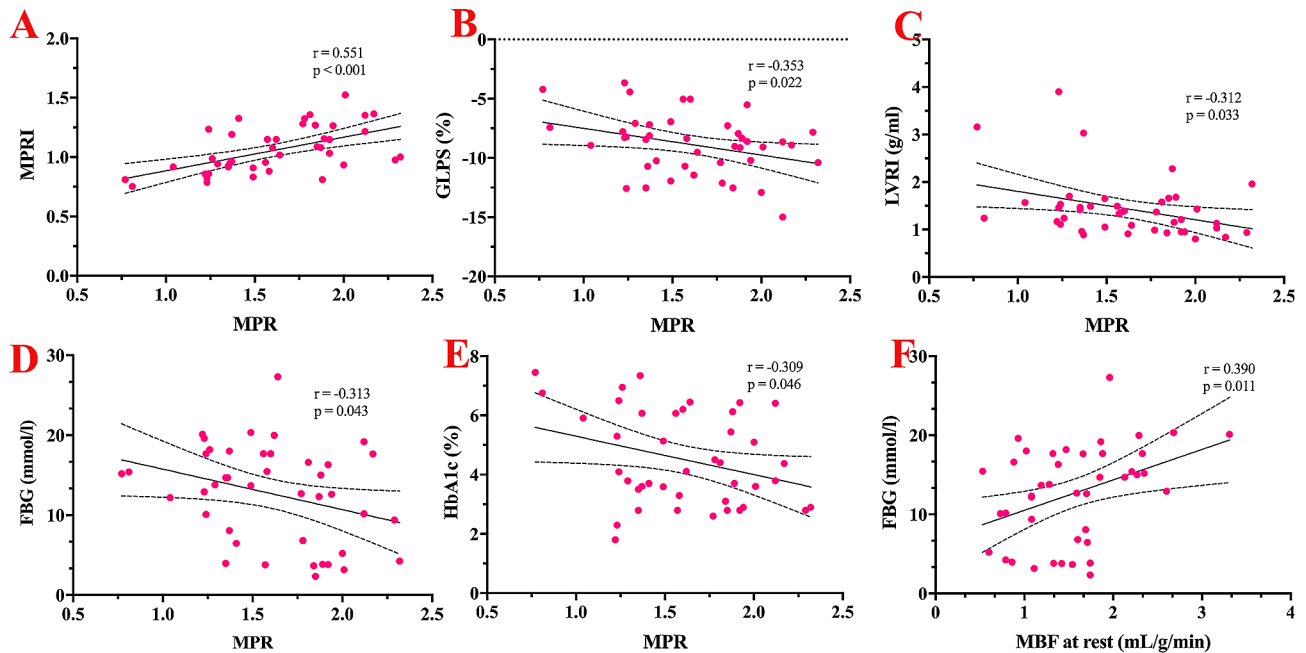 A
MPRI
2.0
1.5
1.0
0.5
0.0
r = 0.551
p < 0.001
0.5 1.0 1.5 2.0 2.5
MPR
B
GLPS (%)
0
-5
-10
-15
-20
r = -0.353
p = 0.022
0.5 1.0 1.5 2.0 2.5
MPR
C
LVRI (g/ml)
5
4
3
2
1
0
r = -0.312
p = 0.033
0.5 1.0 1.5 2.0 2.5
MPR
D
FBG (mmol/l)
30
20
10
0
r = -0.313
p = 0.043
0.5 1.0 1.5 2.0 2.5
MPR
E
HbA1c (%)
8
6
4
2
0
r = -0.309
p = 0.046
0.5 1.0 1.5 2.0 2.5
MPR
F
FBG (mmol/l)
30
20
10
0
r = 0.390
p = 0.011
0 1 2 3 4
MBF at rest (mL/g/min)